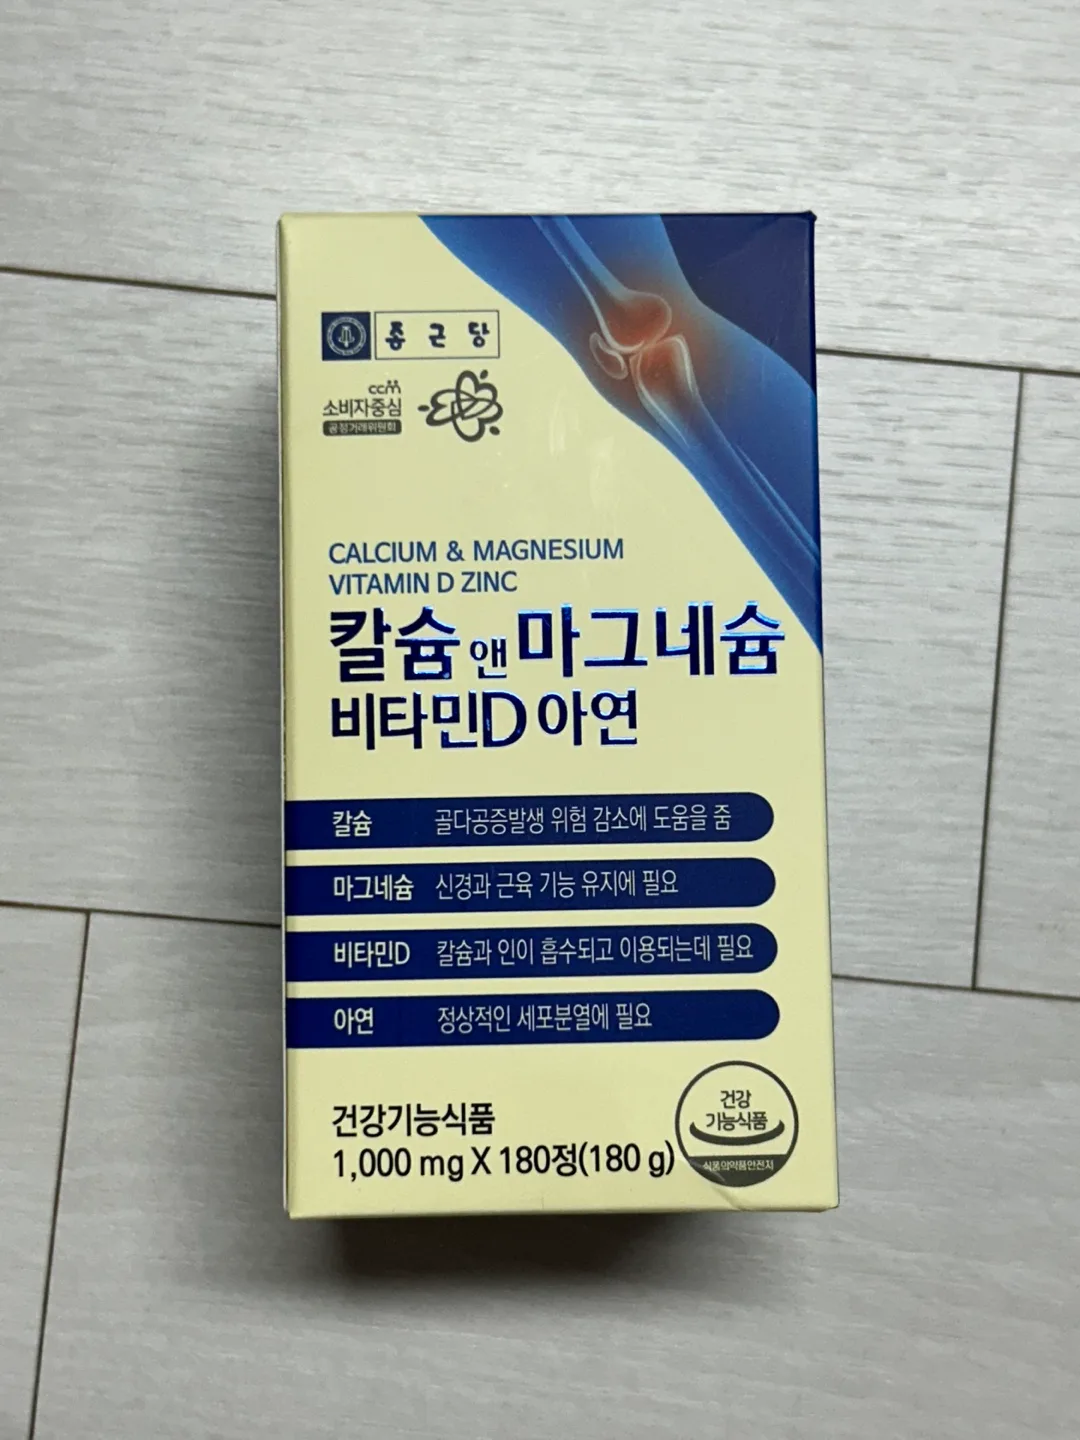 종근당
ccm
소비자중심
공정거래위원회
CALCIUM & MAGNESIUM
VITAMIN D ZINC
칼슘 앤 마그네슘
비타민D 아연
칼슘 골다공증발생 위험 감소에 도움을 줌
마그네슘 신경과 근육 기능 유지에 필요
비타민D 칼슘과 인이 흡수되고 이용되는데 필요
아연 정상적인 세포분열에 필요
건강기능식품
1,000 mg X 180정(180 g)
건강
기능식품
식품의약품안전처